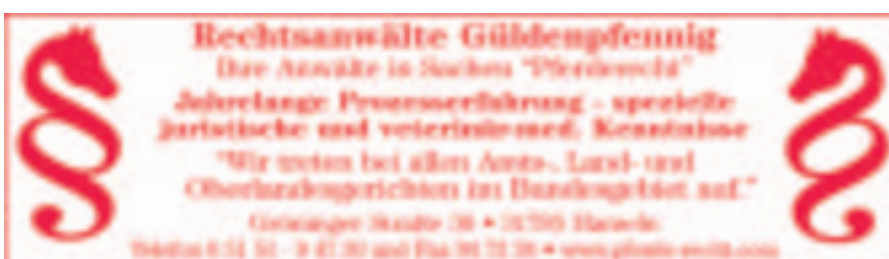 Rechtsanwälte Güldenpfennig
Ihre Anwälte in Sachen "Pferderecht"
Jahrelange Prozesserfahrung - spezielle
juristische und veterinärmed. Kenntnisse
"Wir treten bei allen Amts-, Land- und
Oberlandesgerichten im Bundesgebiet auf."
Hameln
Telefon und Fax